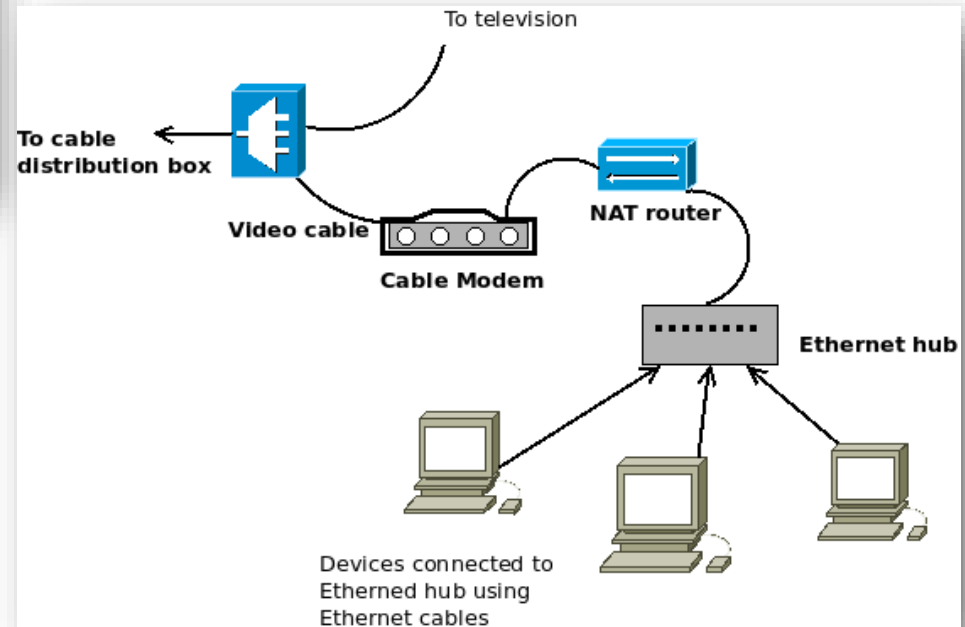 To television
To cable
distribution box
Video cable
NAT router
Cable Modem
Ethernet hub
Devices connected to
Etherned hub using
Ethernet cables